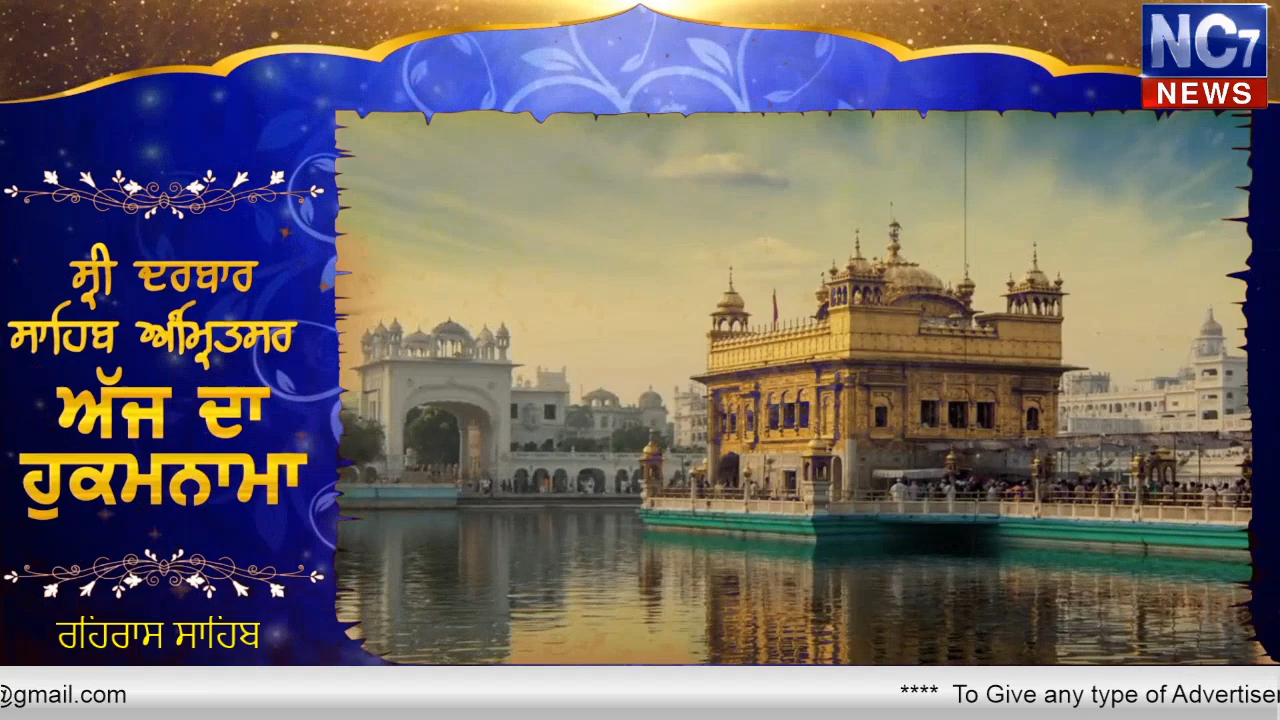 NC7
NEWS
ਸ੍ਰੀ ਦਰਬਾਰ
ਸਾਹਿਬ ਅੰਮ੍ਰਿਤਸਰ
ਅੱਜ ਦਾ
ਹੁਕਮਨਾਮਾ
ਰਹਿਰਾਸ ਸਾਹਿਬ
@gmail.com **** To Give any type of Advertiser